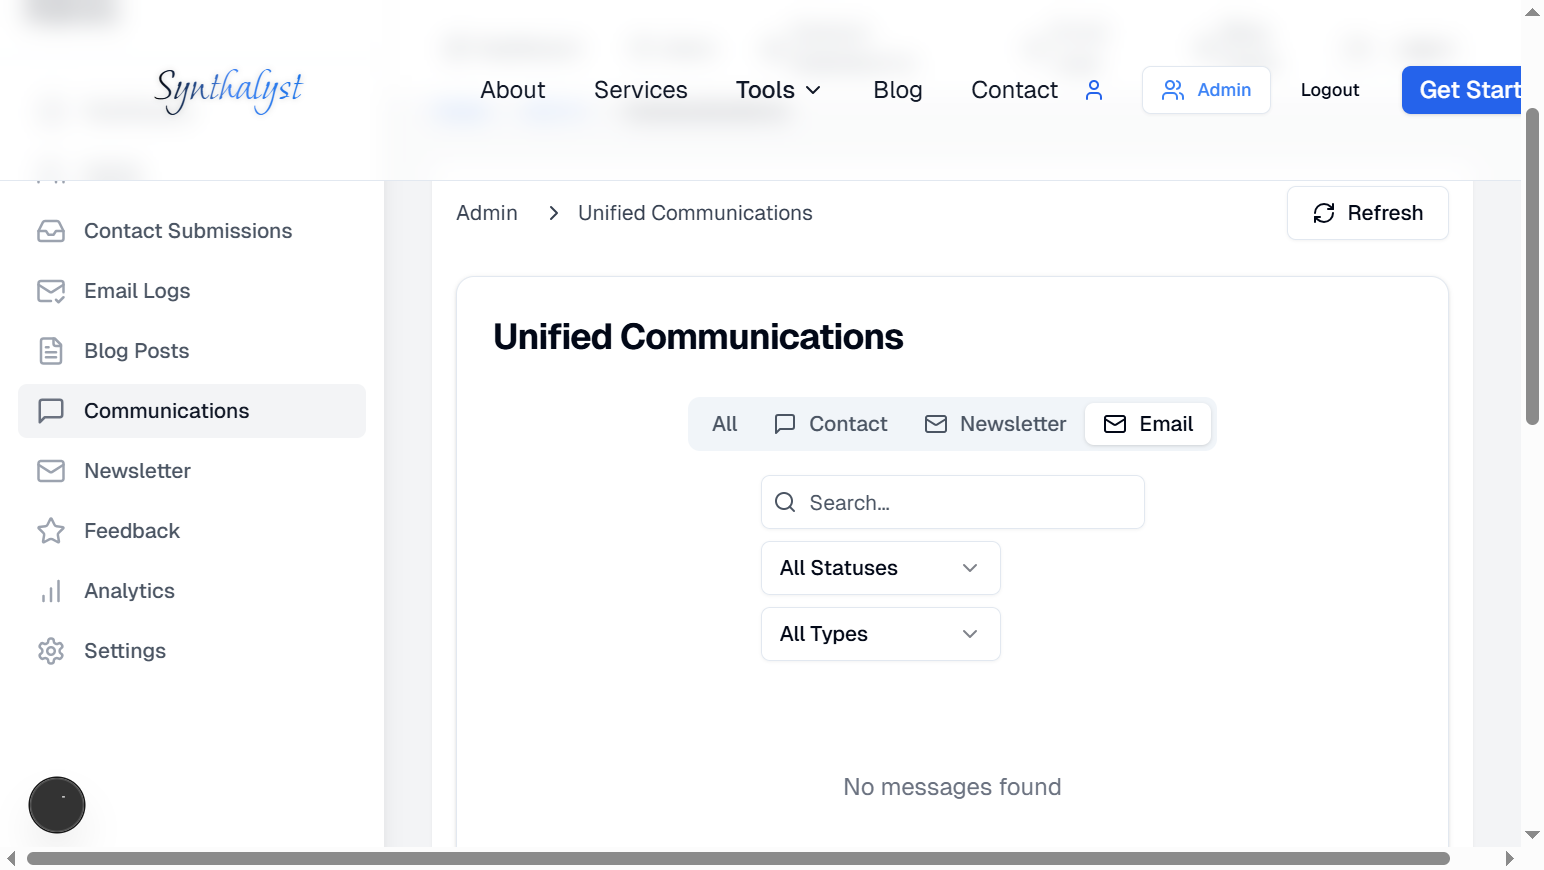 Synthalyst
About
Services
Tools
Blog
Contact
Admin
Logout
Get Start
Contact Submissions
Email Logs
Blog Posts
Communications
Newsletter
Feedback
Analytics
Settings
Admin
Unified Communications
Refresh
Unified Communications
All
Contact
Newsletter
Email
Search...
All Statuses
All Types
No messages found